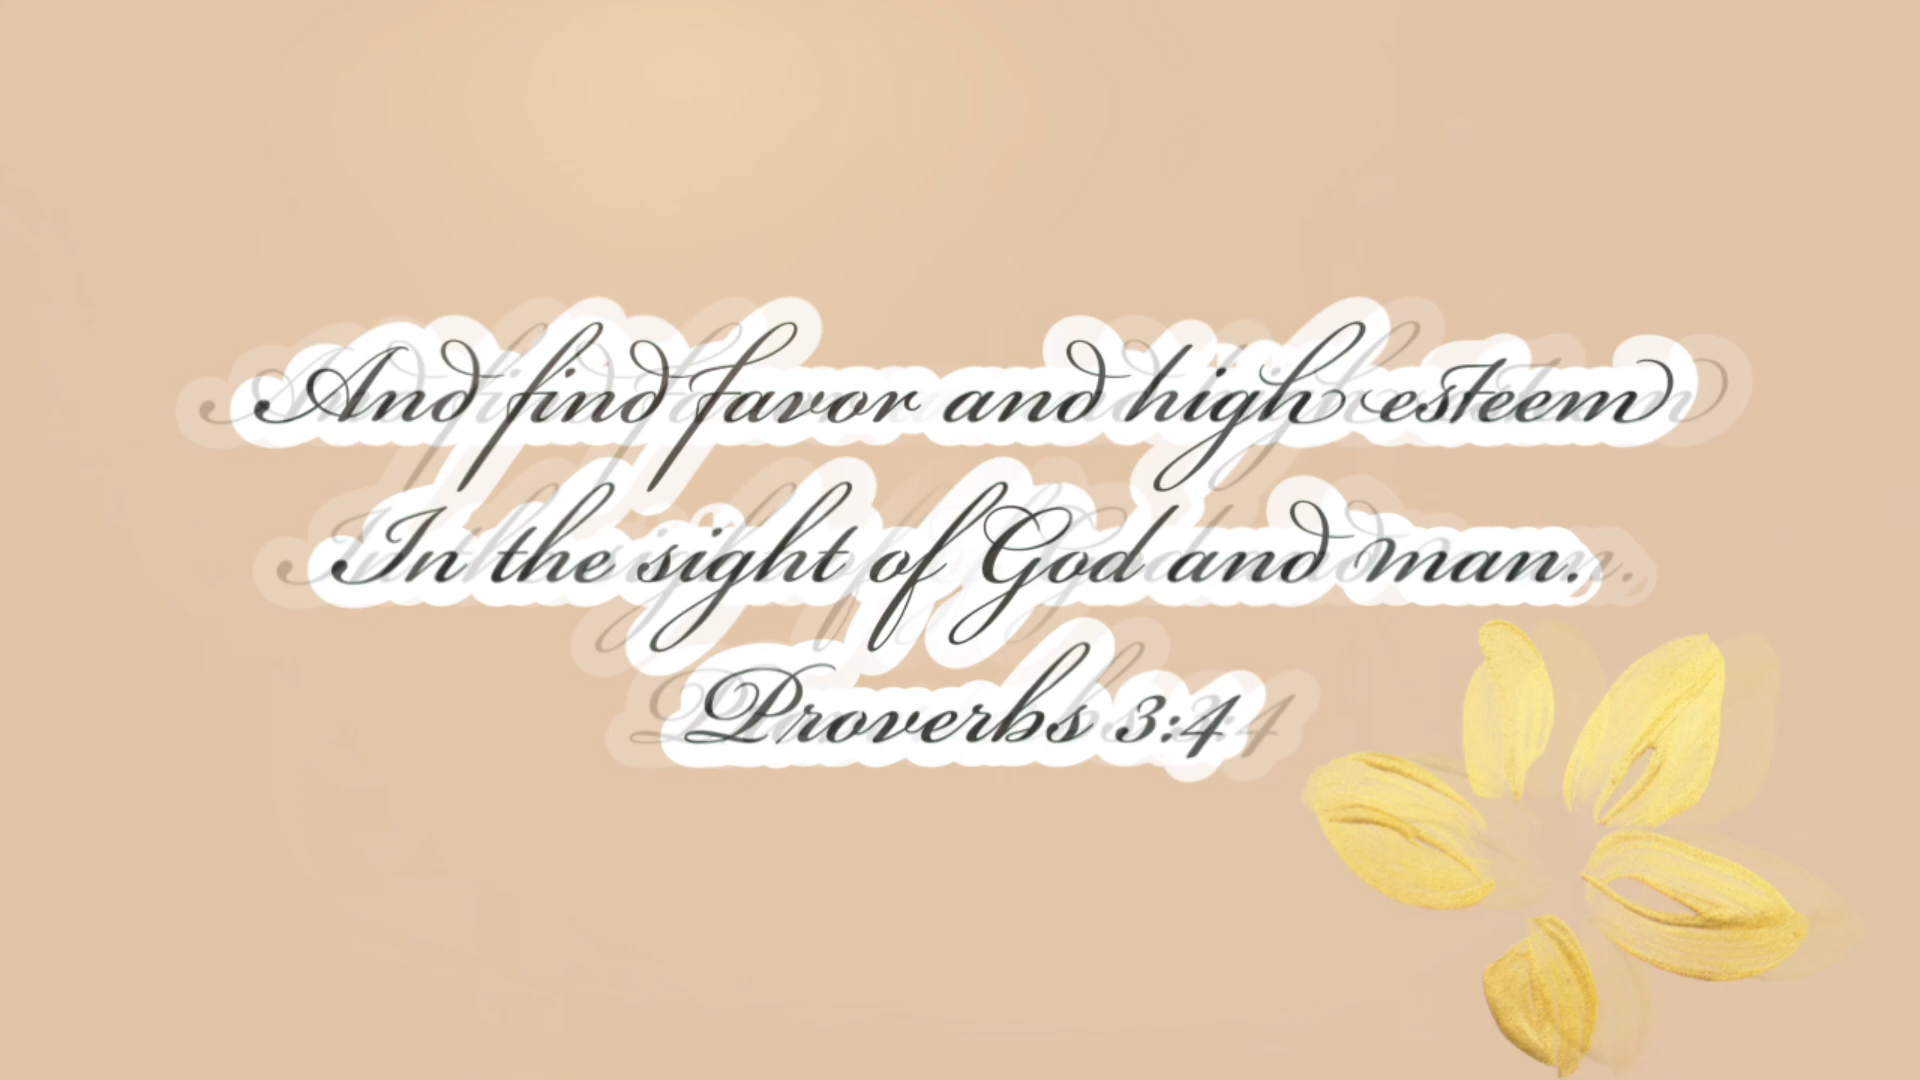 And find favor and high esteem
In the sight of God and man.
Proverbs 3:4